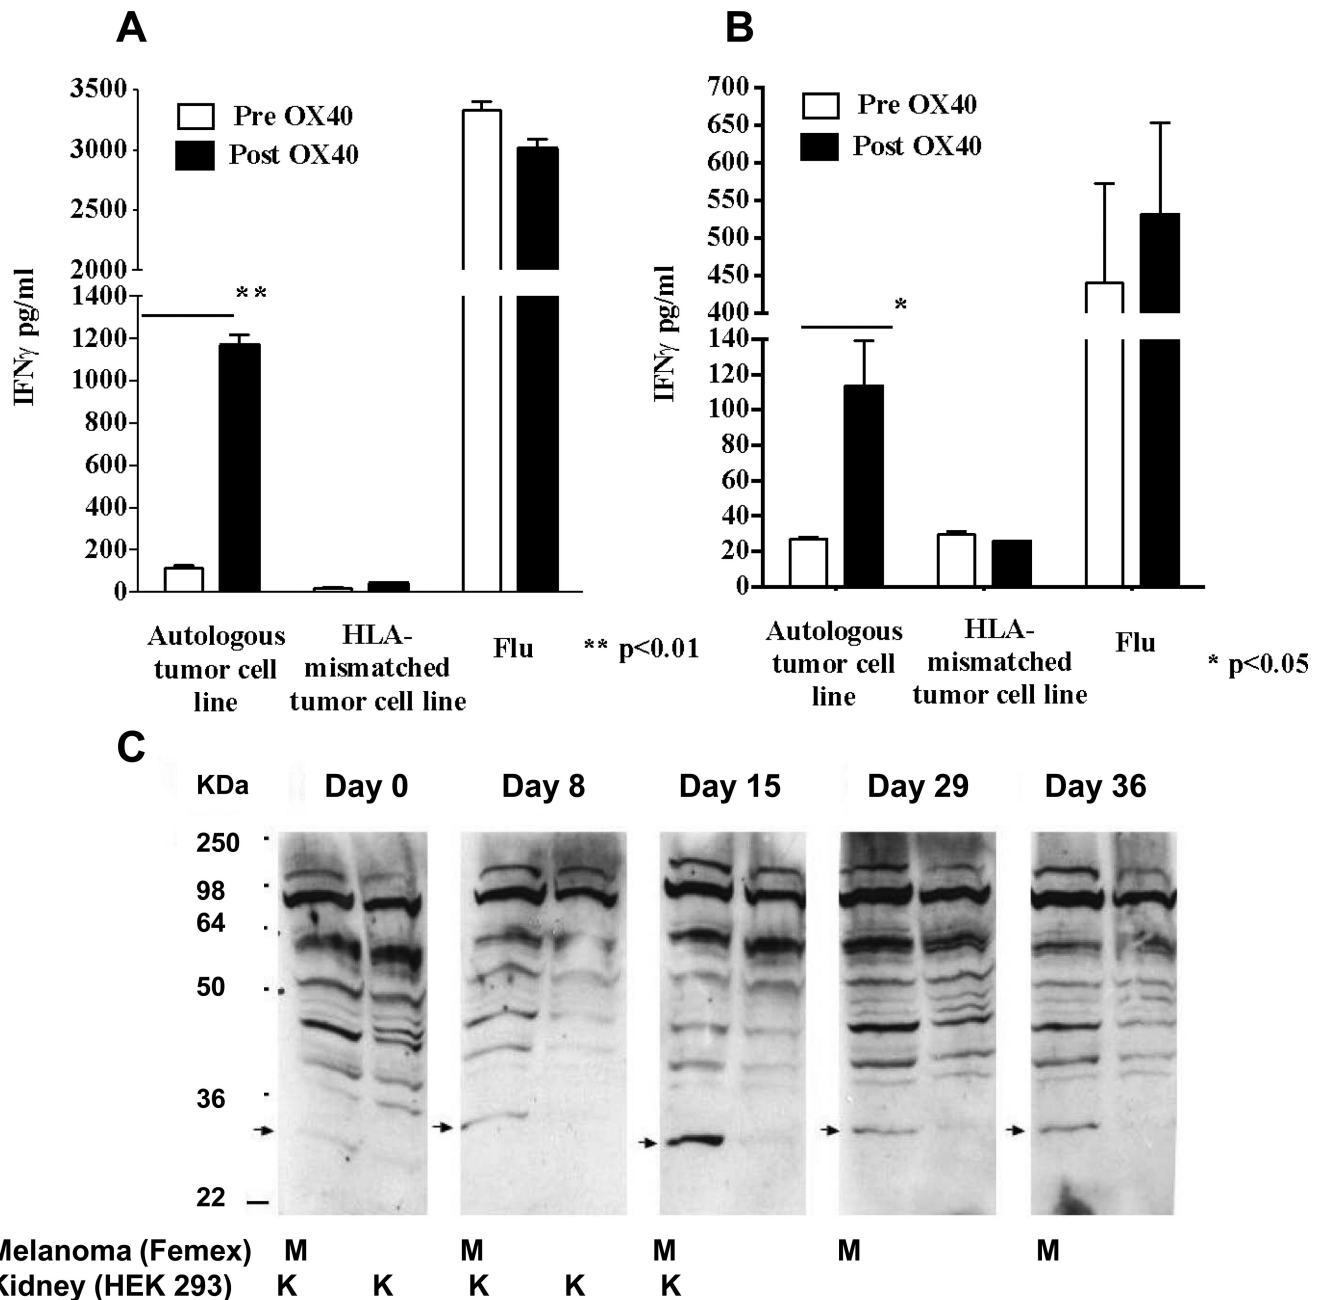 A
3500
3000
2500
2000
1400
1200
1000
800
600
400
200
0
IFNγ pg/ml
Pre OX40
Post OX40
**
Autologous
tumor cell
line
HLA-
mismatched
tumor cell line
Flu
** p<0.01
B
700
650
600
550
500
450
400
140
120
100
80
60
40
20
0
IFNγ pg/ml
Pre OX40
Post OX40
*
Autologous
tumor cell
line
HLA-
mismatched
tumor cell line
Flu
* p<0.05
C
KDa Day 0 Day 8 Day 15 Day 29 Day 36
250
98
64
50
36
22
Melanoma (Femex) M M M M M
Kidney (HEK 293) K K K K K